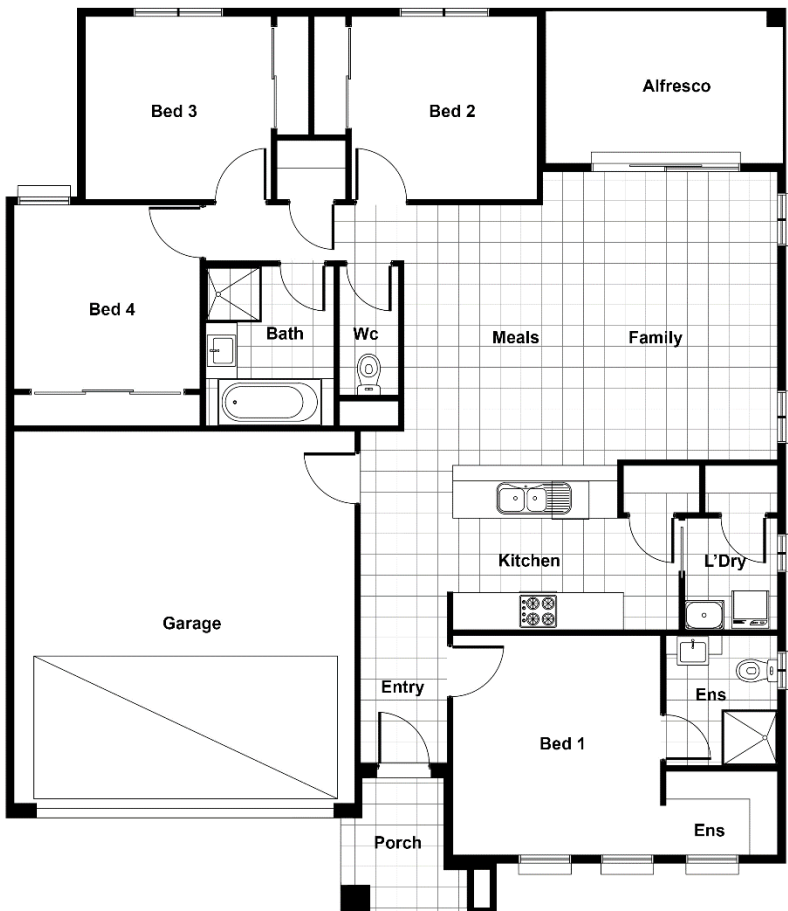 Bed 3
Bed 2
Alfresco
Bed 4
Bath
Wc
Meals
Family
Kitchen
L'Dry
Garage
Entry
Ens
Bed 1
Ens
Porch